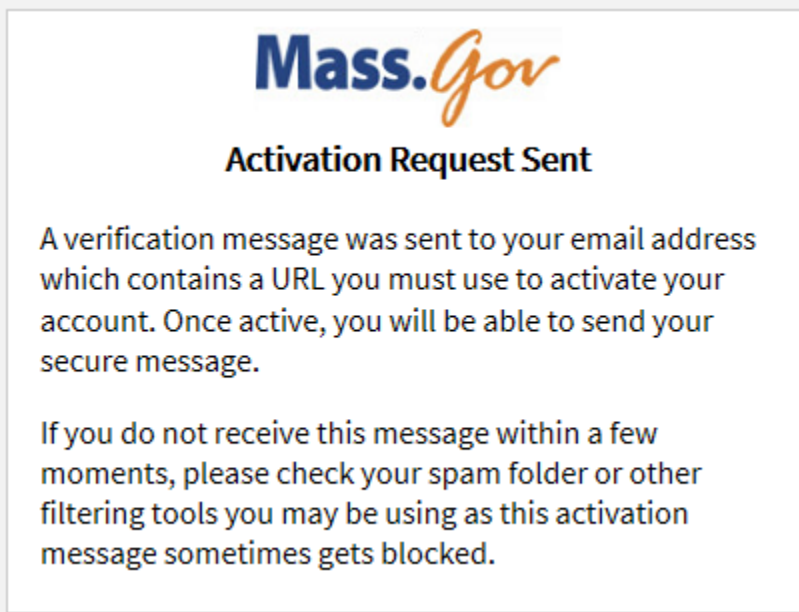 Mass.Gov
Activation Request Sent
A verification message was sent to your email address
which contains a URL you must use to activate your
account. Once active, you will be able to send your
secure message.
If you do not receive this message within a few
moments, please check your spam folder or other
filtering tools you may be using as this activation
message sometimes gets blocked.